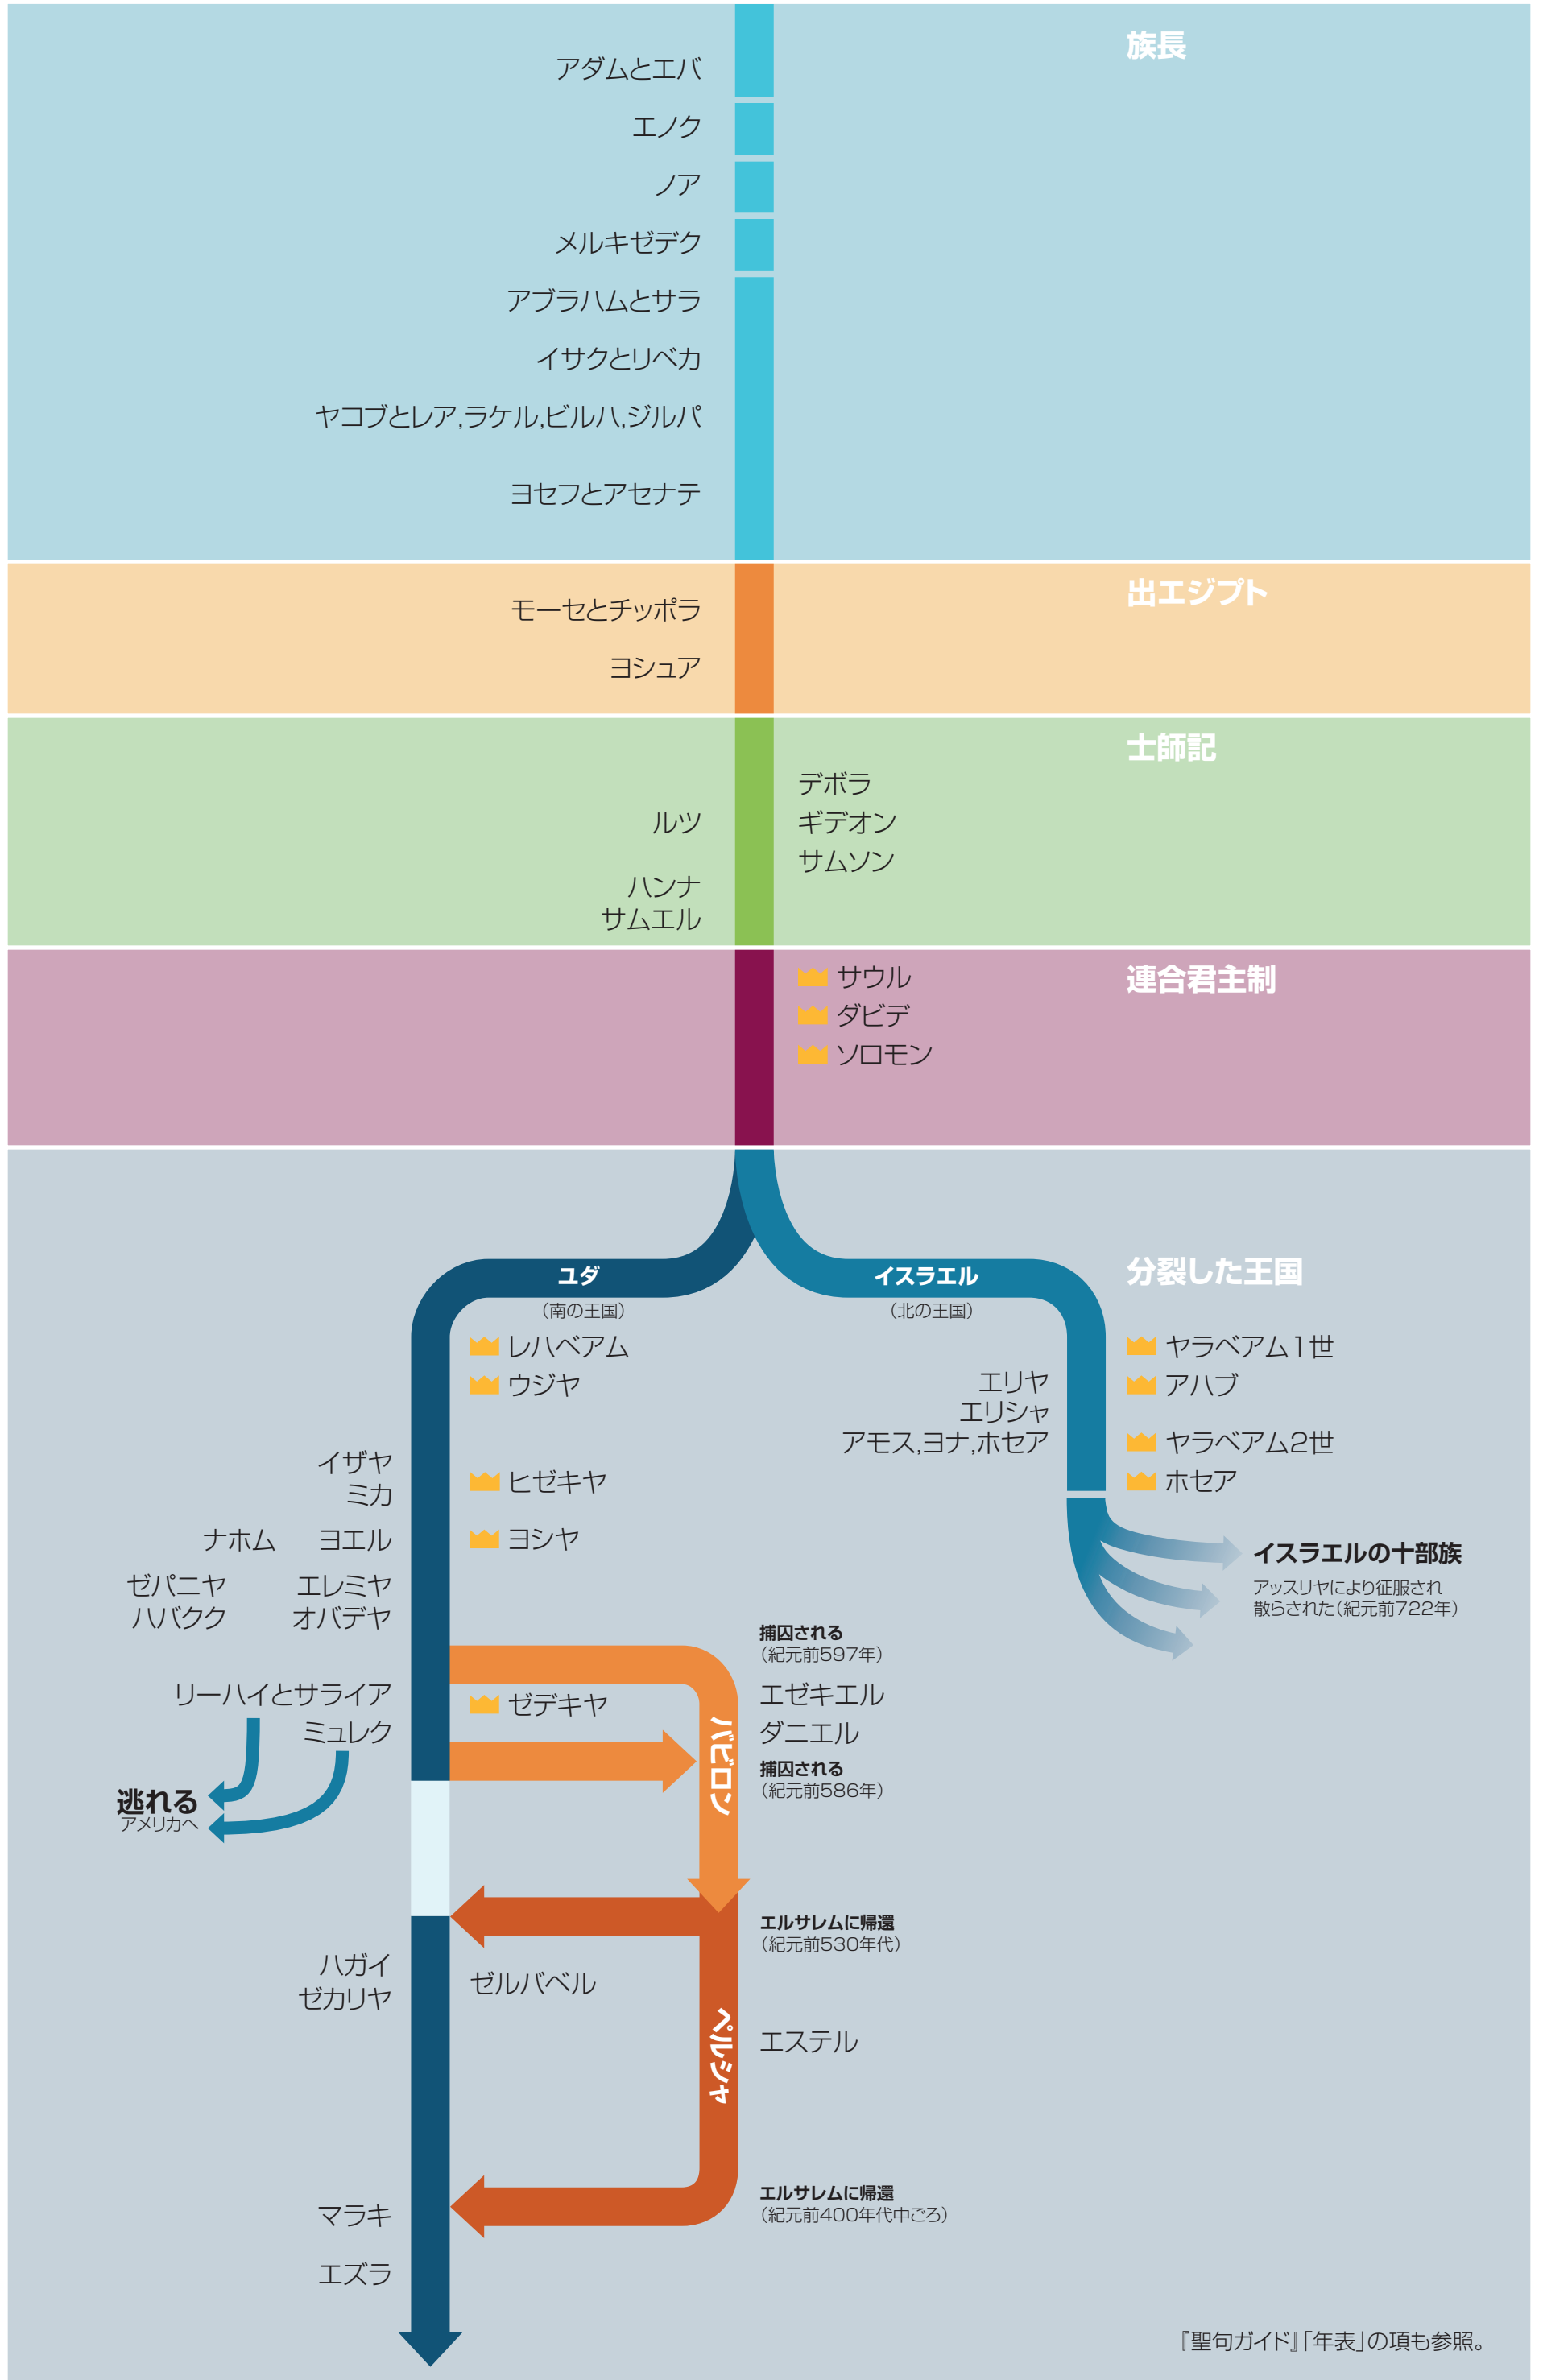 族長
アダムとエバ
エノク
ノア
メルキゼデク
アブラハムとサラ
イサクとリベカ
ヤコブとレア,ラケル,ビルハ,ジルパ
ヨセフとアセナテ
出エジプト
モーセとチッポラ
ヨシュア
士師記
デボラ
ルツ
ギデオン
サムソン
ハンナ
サムエル
連合君主制
サウル
ダビデ
ソロモン
分裂した王国
ユダ
(南の王国)
イスラエル
(北の王国)
レハベアム
ウジヤ
イザヤ
ミカ
ヒゼキヤ
ナホム ヨエル
ヨシヤ
ゼパニヤ エレミヤ
ハバクク オバデヤ
エリヤ
エリシャ
アモス,ヨナ,ホセア
ヤラベアム1世
アハブ
ヤラベアム2世
ホセア
イスラエルの十部族
アッスリヤにより征服され
散らされた(紀元前722年)
捕囚される
(紀元前597年)
リーハイとサライア
ミュレク
ゼデキヤ
エゼキエル
ダニエル
バビロン
捕囚される
(紀元前586年)
逃れる
アメリカへ
エルサレムに帰還
(紀元前530年代)
ハガイ
ゼカリヤ
ゼルバベル
ペルシャ
エステル
エルサレムに帰還
(紀元前400年代中ごろ)
マラキ
エズラ
『聖句ガイド』「年表」の項も参照。